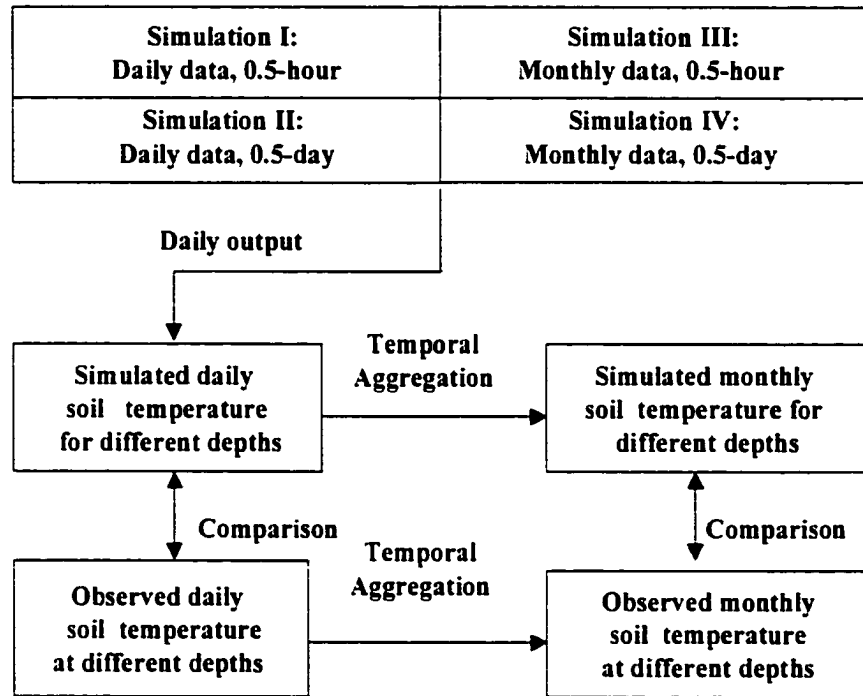 Simulation I:
Daily data, 0.5-hour
Simulation III:
Monthly data, 0.5-hour
Simulation II:
Daily data, 0.5-day
Simulation IV:
Monthly data, 0.5-day
Daily output
Simulated daily
soil temperature
for different depths
Temporal
Aggregation
Simulated monthly
soil temperature for
different depths
Comparison
Comparison
Observed daily
soil temperature
at different depths
Temporal
Aggregation
Observed monthly
soil temperature
at different depths